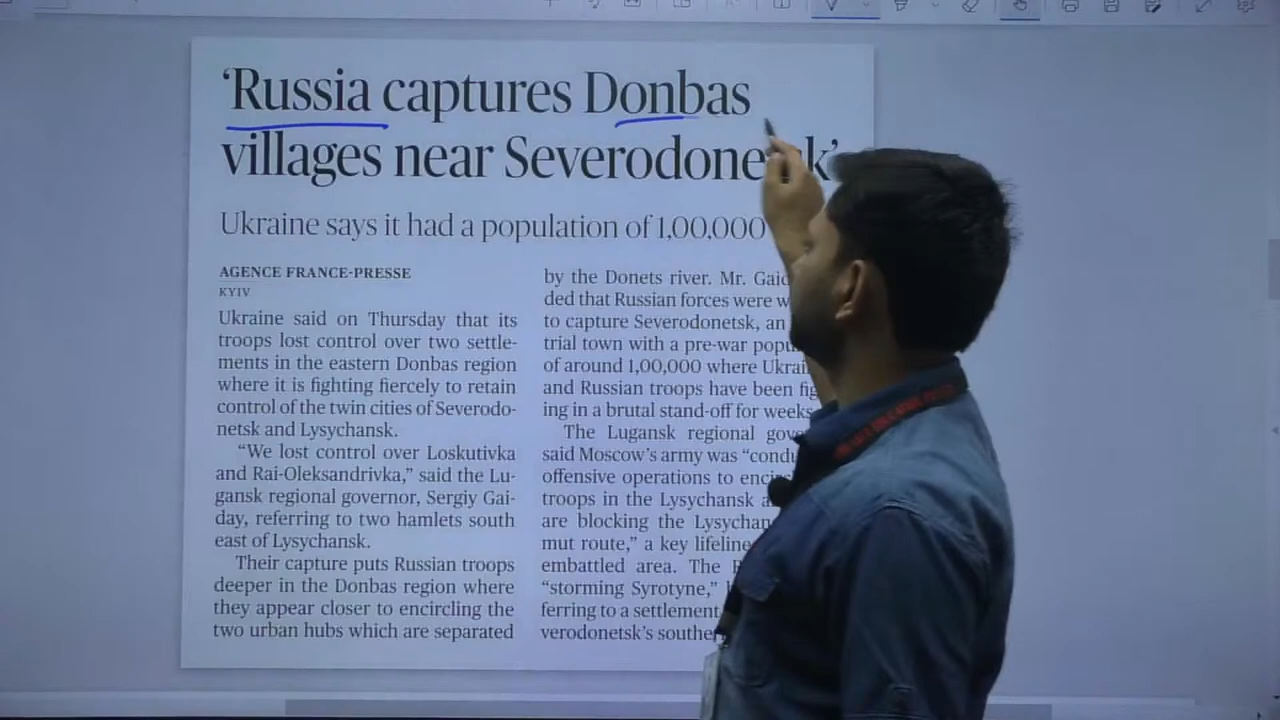 ‘Russia captures Donbas
villages near Severodonetsk’
Ukraine says it had a population of 1,00,000
AGENCE FRANCE-PRESSE
KYIV
Ukraine said on Thursday that its
troops lost control over two settle-
ments in the eastern Donbas region
where it is fighting fiercely to retain
control of the twin cities of Severodo-
netsk and Lysychansk.
“We lost control over Loskutivka
and Rai-Oleksandrivka,” said the Lu-
gansk regional governor, Sergiy Gai-
day, referring to two hamlets south
east of Lysychansk.
Their capture puts Russian troops
deeper in the Donbas region where
they appear closer to encircling the
two urban hubs which are separated
by the Donets river. Mr.
ded that Russian forces were
to capture Severodonetsk, an
trial town with a pre-war
of around 1,00,000 where
and Russian troops have been
ing in a brutal stand-off for weeks
The Lugansk regional
said Moscow’s army was
offensive operations to
troops in the Lysychansk
are blocking the
mut route,” a key lifeline
embattled area. The
“storming Syrotyne,”
ferring to a settlement
verodonetsk’s